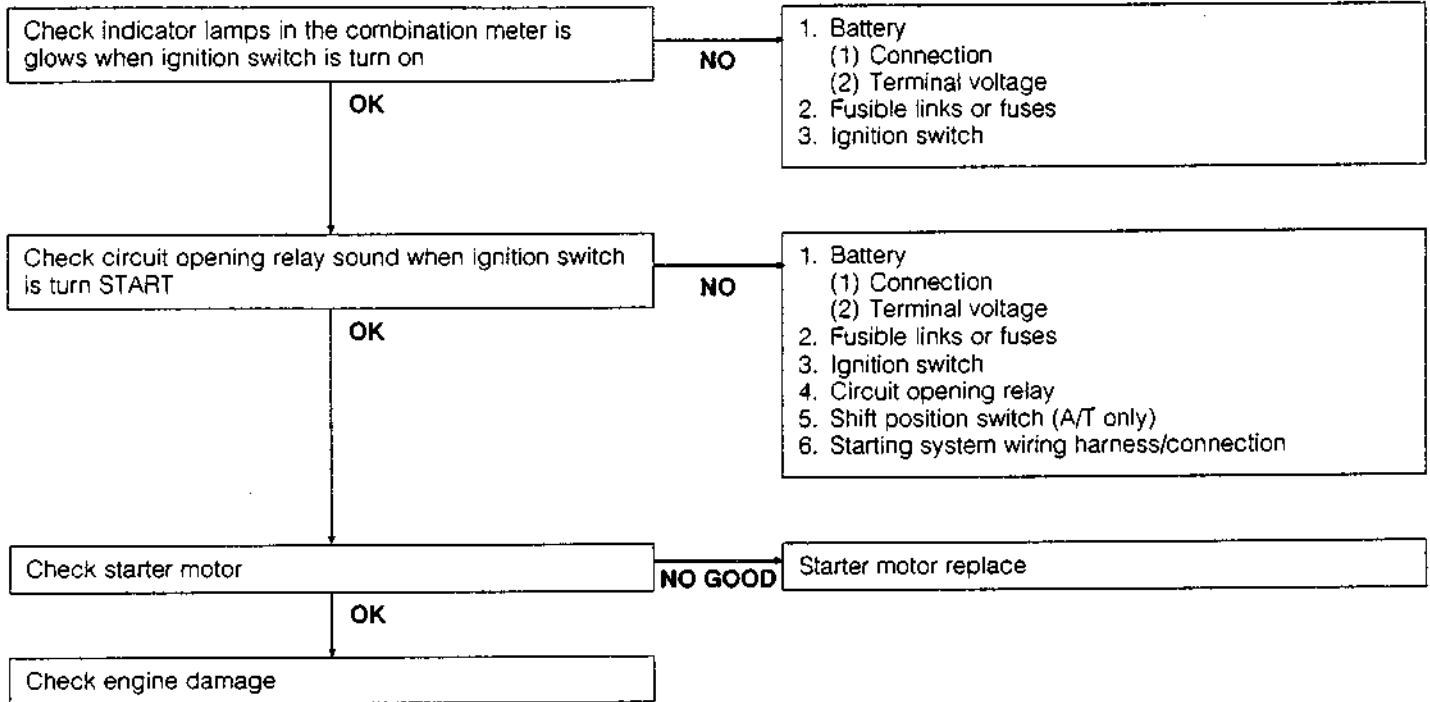 Check indicator lamps in the combination meter is
glows when ignition switch is turn on
NO
1. Battery
(1) Connection
(2) Terminal voltage
2. Fusible links or fuses
3. Ignition switch
OK
Check circuit opening relay sound when ignition switch
is turn START
NO
1. Battery
(1) Connection
(2) Terminal voltage
2. Fusible links or fuses
3. Ignition switch
4. Circuit opening relay
5. Shift position switch (A/T only)
6. Starting system wiring harness/connection
OK
Check starter motor
NO GOOD
Starter motor replace
OK
Check engine damage